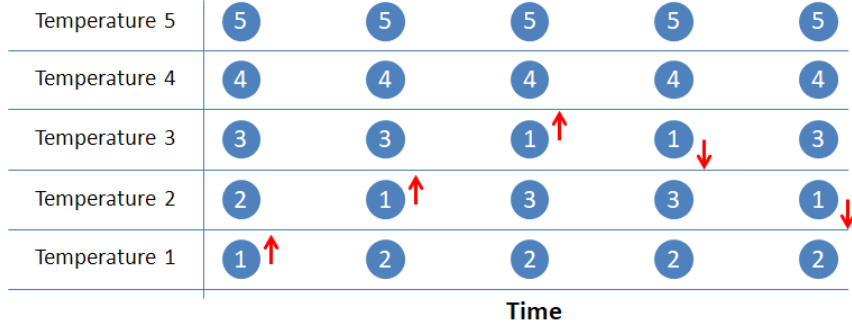 Temperature 5 5 5 5 5 5
Temperature 4 4 4 4 4 4
Temperature 3 3 3 1 1 3
Temperature 2 2 1 3 3 1
Temperature 1 1 2 2 2 2
Time